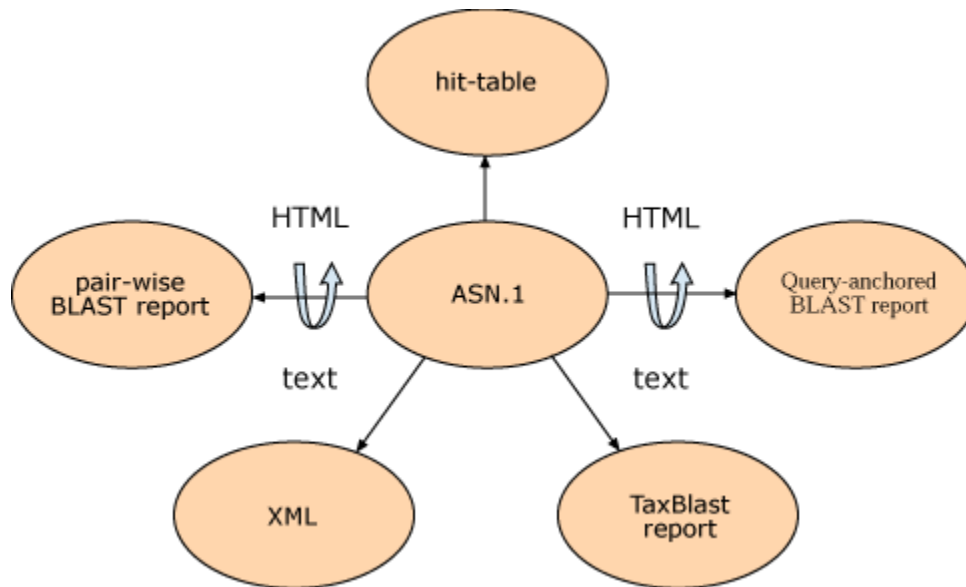 hit-table
HTML
HTML
pair-wise
BLAST report
ASN.1
Query-anchored
BLAST report
text
text
XML
TaxBlast
report